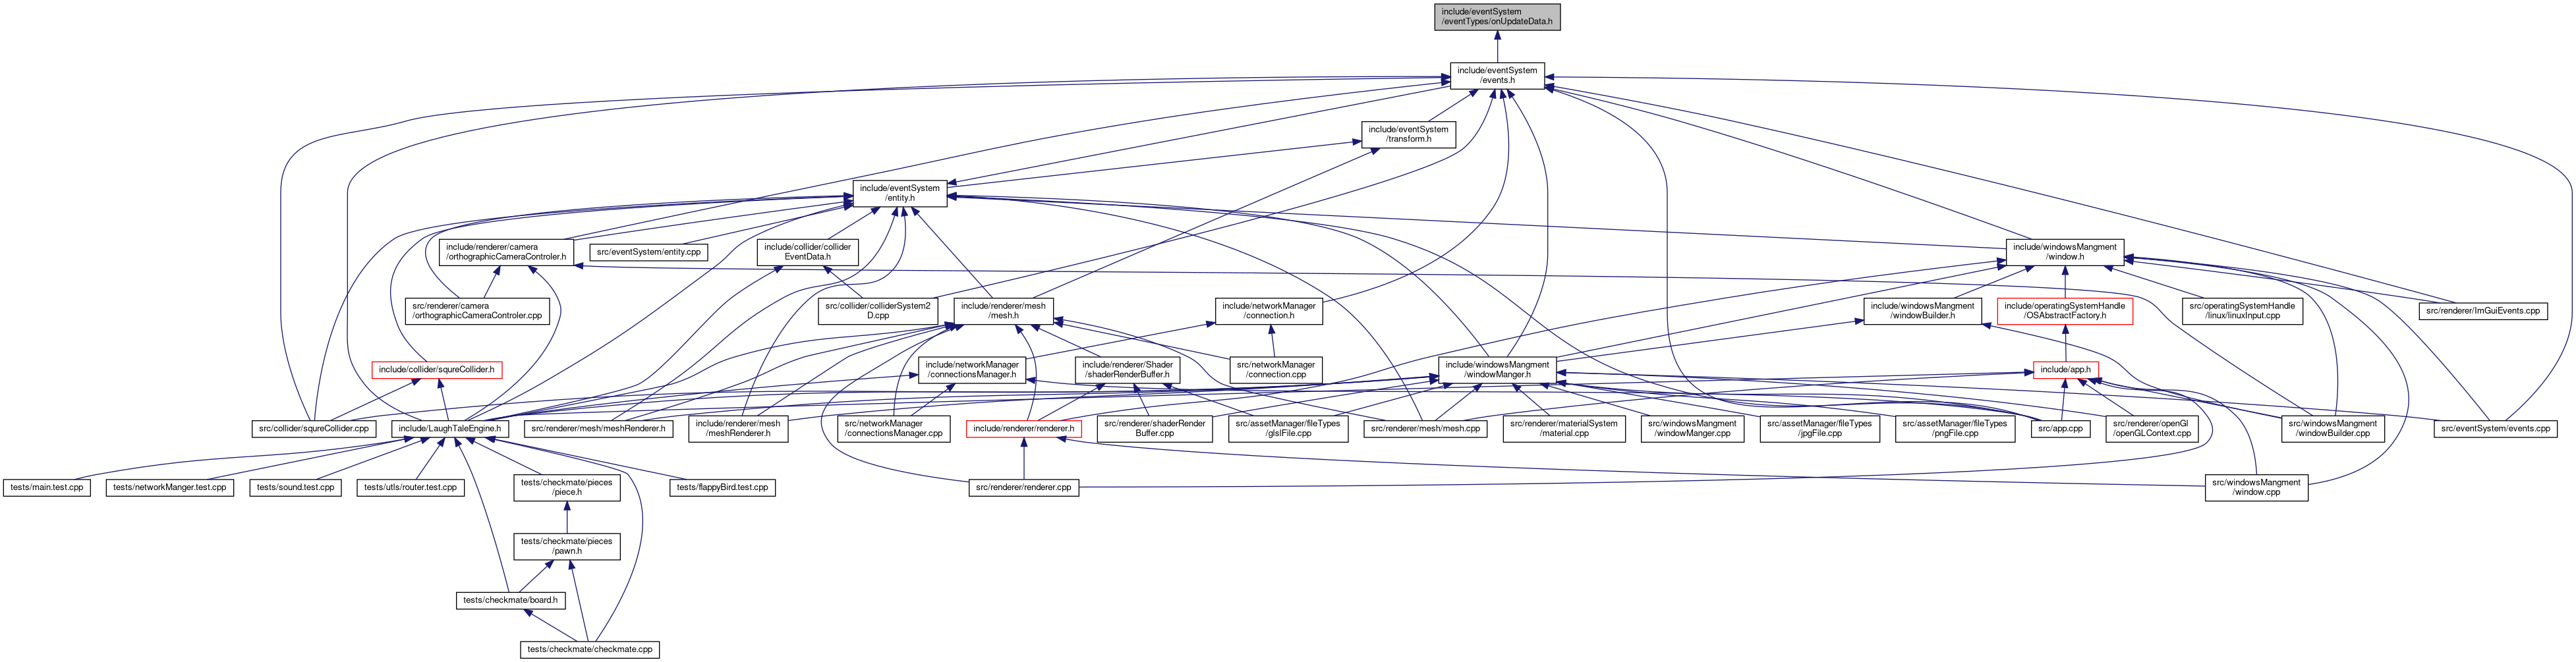 include/eventSystem
/eventTypes/onUpdateData.h
include/eventSystem
/events.h
include/eventSystem
/transform.h
include/eventSystem
/entity.h
include/renderer/camera
/orthographicCameraControler.h
src/eventSystem/entity.cpp
include/collider/collider
EventData.h
include/windowsMangment
/window.h
src/renderer/camera
/orthographicCameraControler.cpp
src/collider/colliderSystem2
D.cpp
include/renderer/mesh
/mesh.h
include/networkManager
/connection.h
include/windowsMangment
/windowBuilder.h
include/operatingSystemHandle
/OSAbstractFactory.h
src/operatingSystemHandle
/linux/linuxInput.cpp
src/renderer/ImGuiEvents.cpp
include/collider/squreCollider.h
include/networkManager
/connectionsManager.h
include/renderer/Shader
/shaderRenderBuffer.h
src/networkManager
/connection.cpp
include/windowsMangment
/windowManger.h
include/app.h
src/collider/squreCollider.cpp
include/LaughTaleEngine.h
src/renderer/mesh/meshRenderer.h
include/renderer/mesh
/meshRenderer.h
src/networkManager
/connectionsManager.cpp
include/renderer/renderer.h
src/renderer/shaderRender
Buffer.cpp
src/assetManager/fileTypes
/glslFile.cpp
src/renderer/mesh/mesh.cpp
src/renderer/materialSystem
/material.cpp
src/windowsMangment
/windowManger.cpp
src/assetManager/fileTypes
/jpgFile.cpp
src/assetManager/fileTypes
/pngFile.cpp
src/app.cpp
src/renderer/openGl
/openGLContext.cpp
src/windowsMangment
/windowBuilder.cpp
src/eventSystem/events.cpp
tests/main.test.cpp
tests/networkManger.test.cpp
tests/sound.test.cpp
tests/utls/router.test.cpp
tests/checkmate/pieces
/piece.h
tests/flappyBird.test.cpp
src/renderer/renderer.cpp
src/windowsMangment
/window.cpp
tests/checkmate/pieces
/pawn.h
tests/checkmate/board.h
tests/checkmate/checkmate.cpp